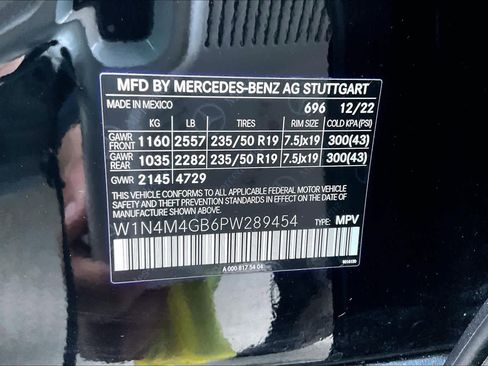 MFD BY MERCEDES-BENZ AG STUTTGART
MADE IN MEXICO 696 12/22
KG LB TIRES RIM SIZE COLD KPA(PSI)
GAWR FRONT 1160 2557 235/50 R19 7.5Jx19 300(43)
GAWR REAR 1035 2282 235/50 R19 7.5Jx19 300(43)
GVWR 2145 4729
THIS VEHICLE CONFORMS TO ALL APPLICABLE FEDERAL MOTOR VEHICLE
SAFETY AND THEFT PREVENTION STANDARDS IN EFFECT ON THE DATE OF
MANUFACTURE SHOWN ABOVE.
W1N4M4GB6PW289454 TYPE: MPV
A 000 817 54 04